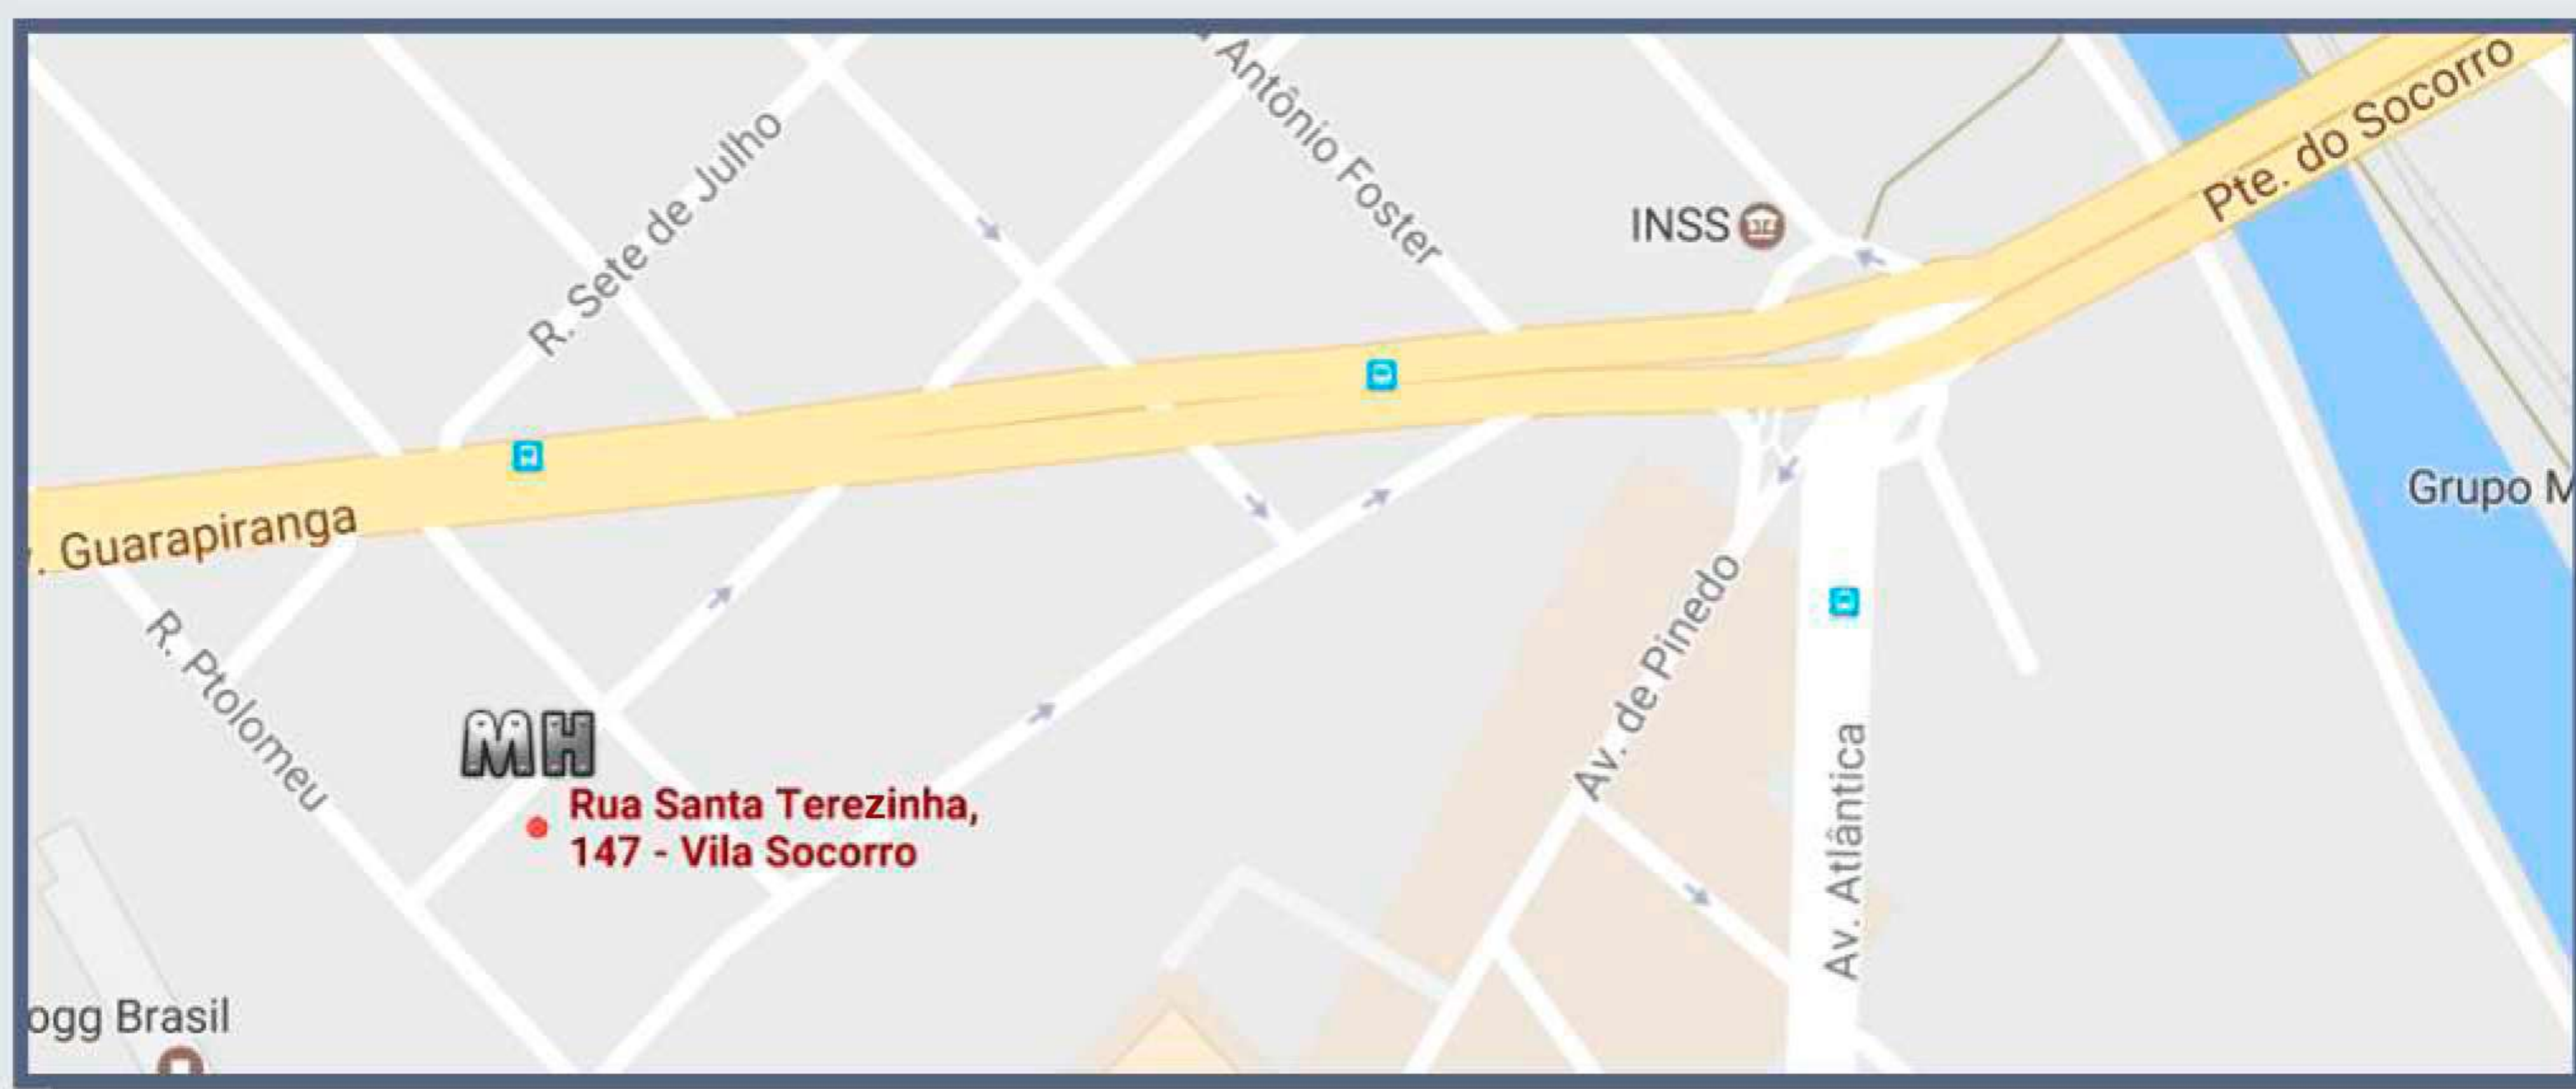 Antônio Foster
Pte. do Socorro
R. Sete de Julho
INSS
. Guarapiranga
Grupo M
R. Ptolomeu
Av. de Pinedo
MH
Rua Santa Terezinha,
147 - Vila Socorro
Av. Atlântica
ogg Brasil